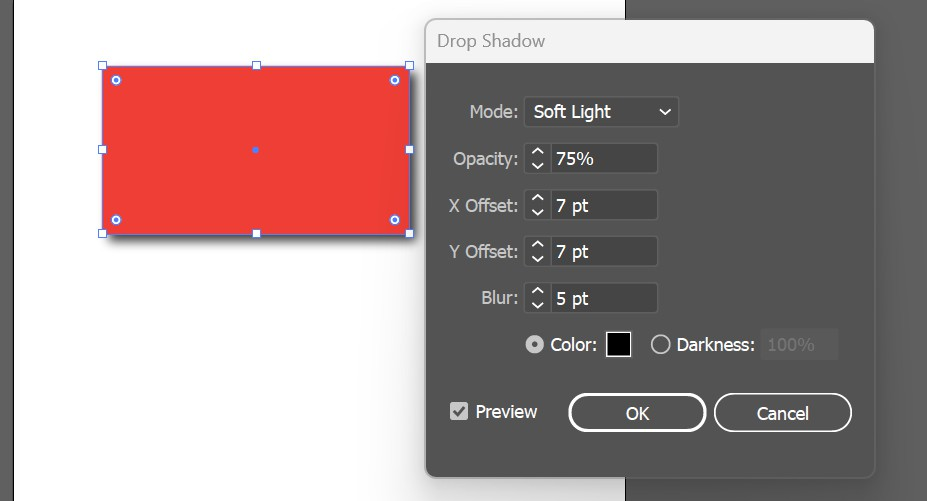 Drop Shadow
Mode: Soft Light
Opacity: 75%
X Offset: 7 pt
Y Offset: 7 pt
Blur: 5 pt
Color: Darkness: 100%
Preview OK Cancel